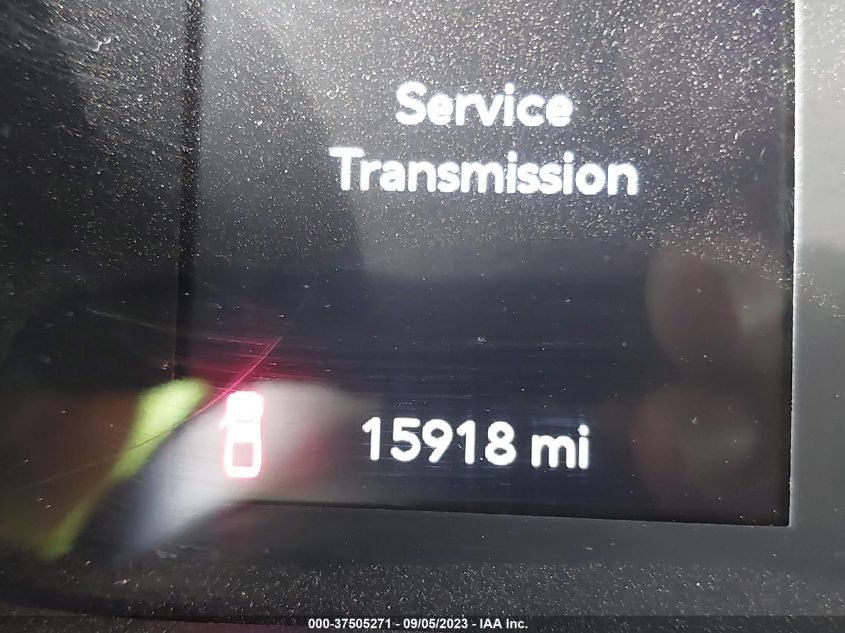 Service
Transmission
15918 mi
000-37505271 - 09/05/2023 - IAA Inc.